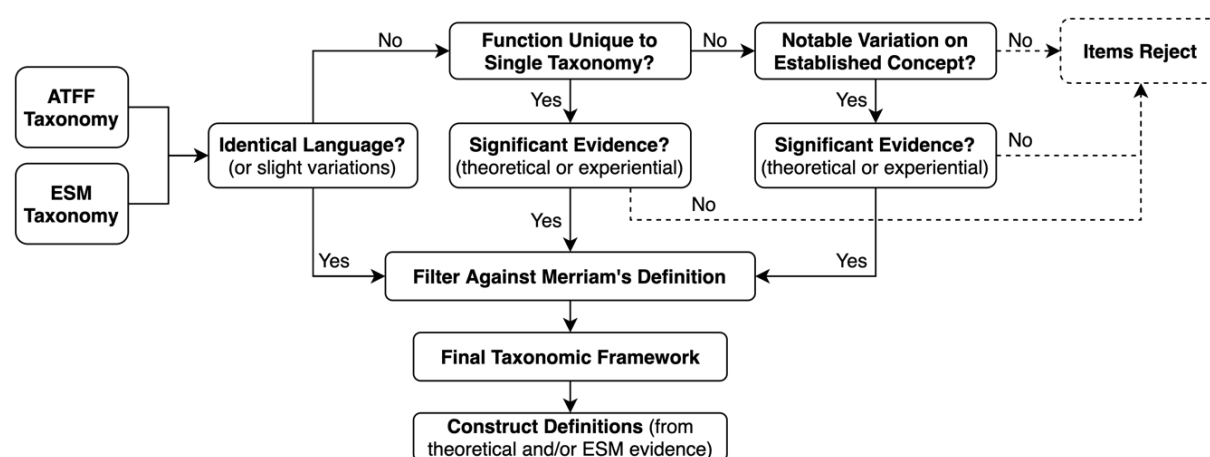 No
Function Unique to
Single Taxonomy?
No
Notable Variation on
Established Concept?
No
Items Reject
ATFF
Taxonomy
Yes
Yes
Identical Language?
(or slight variations)
Significant Evidence?
(theoretical or experiential)
Significant Evidence?
(theoretical or experiential)
No
ESM
Taxonomy
No
Yes
Yes
Filter Against Merriam's Definition
Yes
Final Taxonomic Framework
Construct Definitions (from
theoretical and/or ESM evidence)